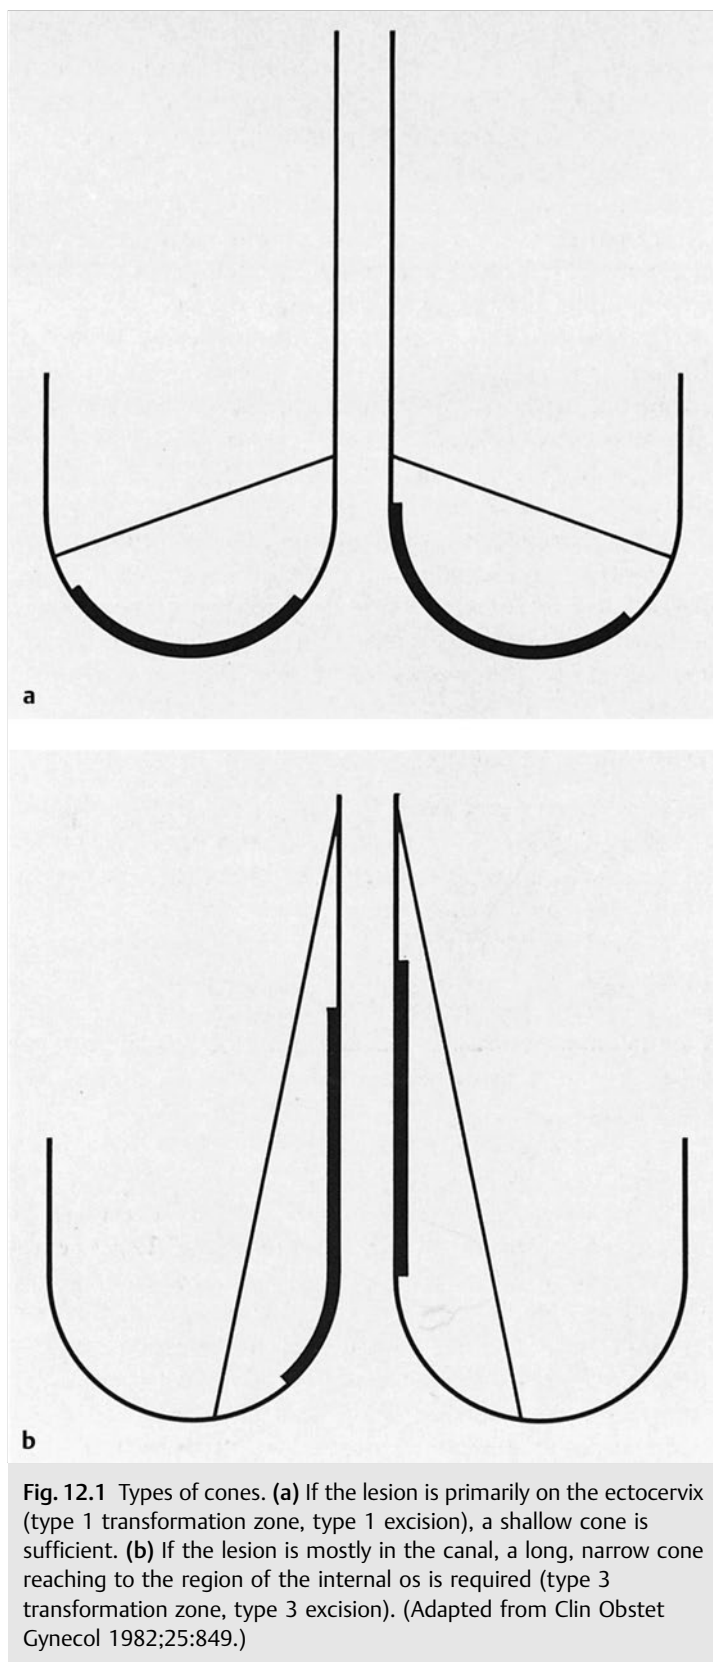 a
b
Fig. 12.1 Types of cones. (a) If the lesion is primarily on the ectocervix
(type 1 transformation zone, type 1 excision), a shallow cone is
sufficient. (b) If the lesion is mostly in the canal, a long, narrow cone
reaching to the region of the internal os is required (type 3
transformation zone, type 3 excision). (Adapted from Clin Obstet
Gynecol 1982;25:849.)